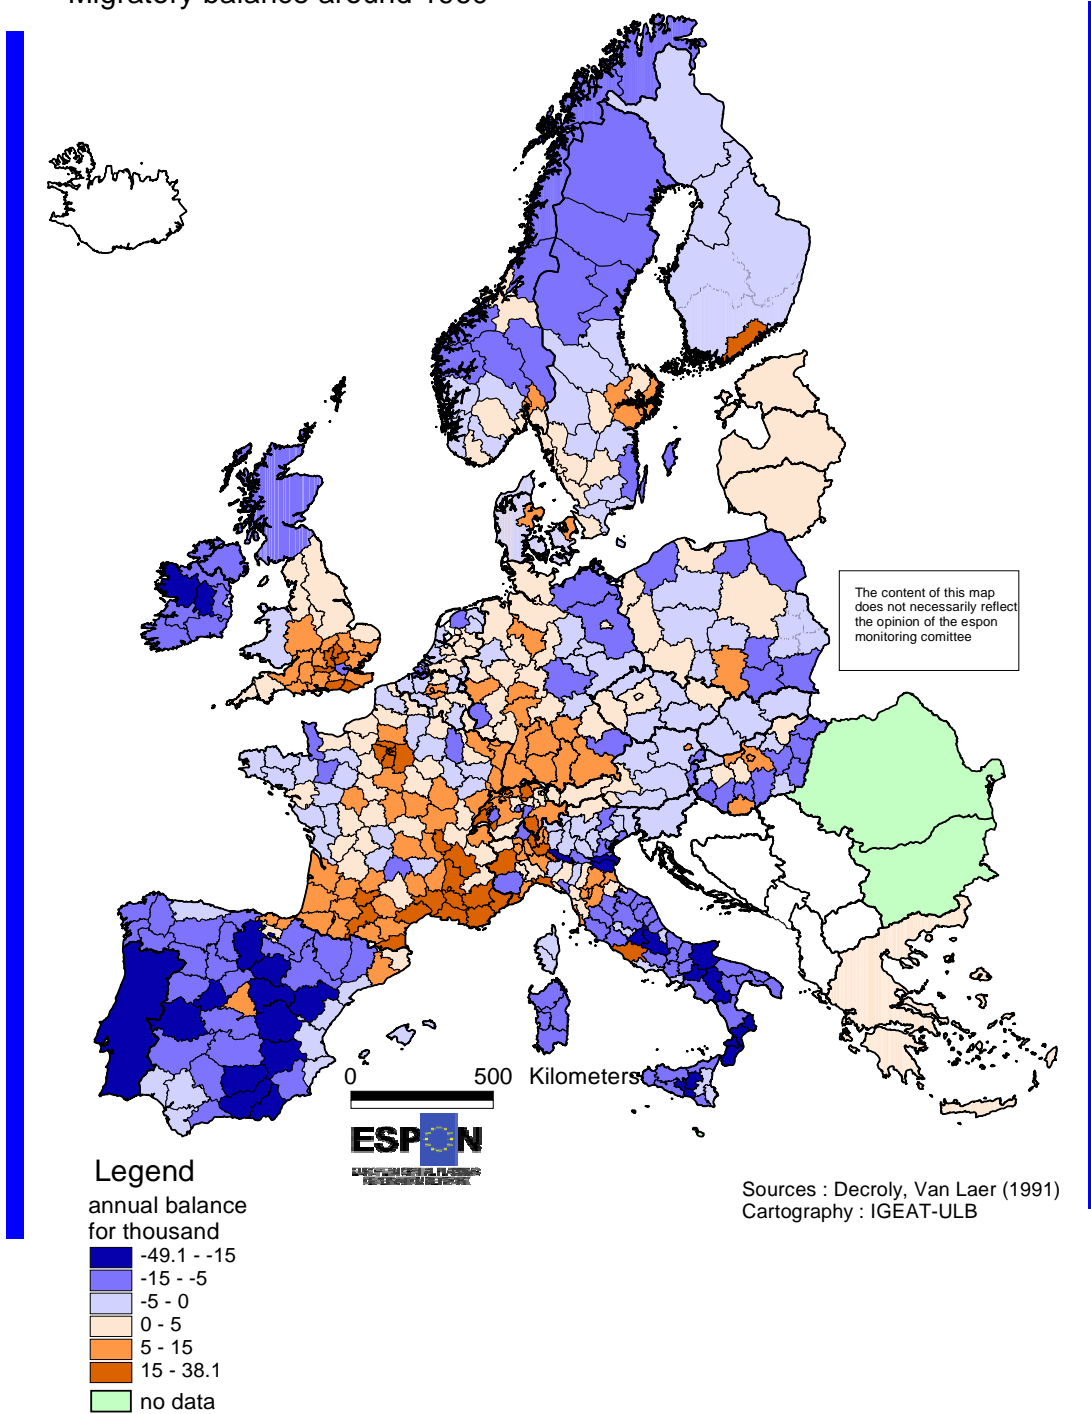 Migratory balance around 1960
The content of this map
does not necessarily reflect
the opinion of the espon
monitoring comittee
0 500 Kilometers
ESPON
Legend
annual balance
for thousand
-49.1 - -15
-15 - -5
-5 - 0
0 - 5
5 - 15
15 - 38.1
no data
Sources : Decroly, Van Laer (1991)
Cartography : IGEAT-ULB